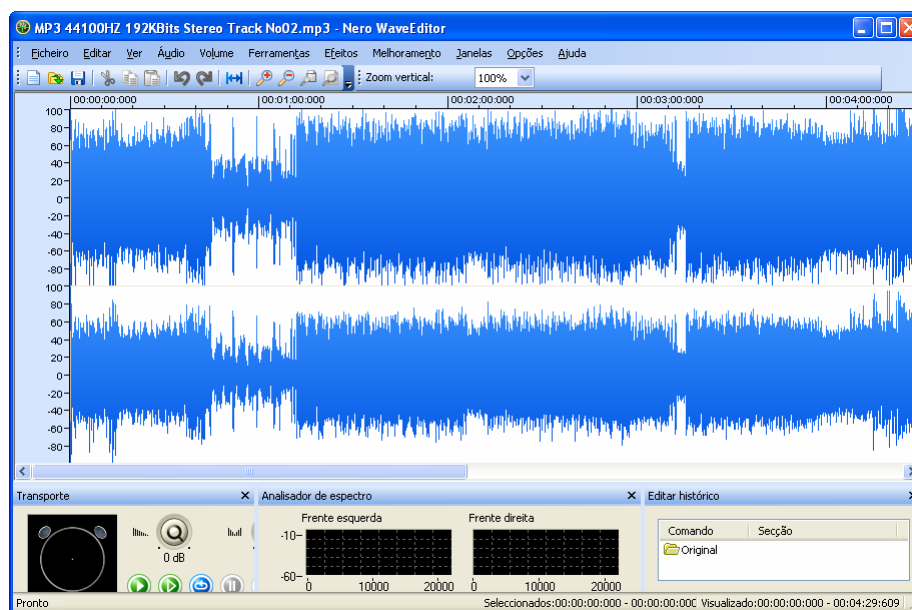 MP3 44100HZ 192KBits Stereo Track No02.mp3 - Nero WaveEditor
Ficheiro Editar Ver Áudio Volume Ferramentas Efeitos Melhoramento Janelas Opções Ajuda
Zoom vertical: 100%
00:00:00:000 00:01:00:000 00:02:00:000 00:03:00:000 00:04:00:000
100
80
60
40
20
0
-20
-40
-60
-80
100
80
60
40
20
0
-20
-40
-60
-80
Transporte
0 dB
Analisador de espectro
Frente esquerda Frente direita
-10
-60
0 10000 20000 0 10000 20000
Editar histórico
Comando Secção
Original
Pronto
Seleccionados:00:00:00:000 - 00:00:00:00 Visualizado:00:00:00:000 - 00:04:29:609